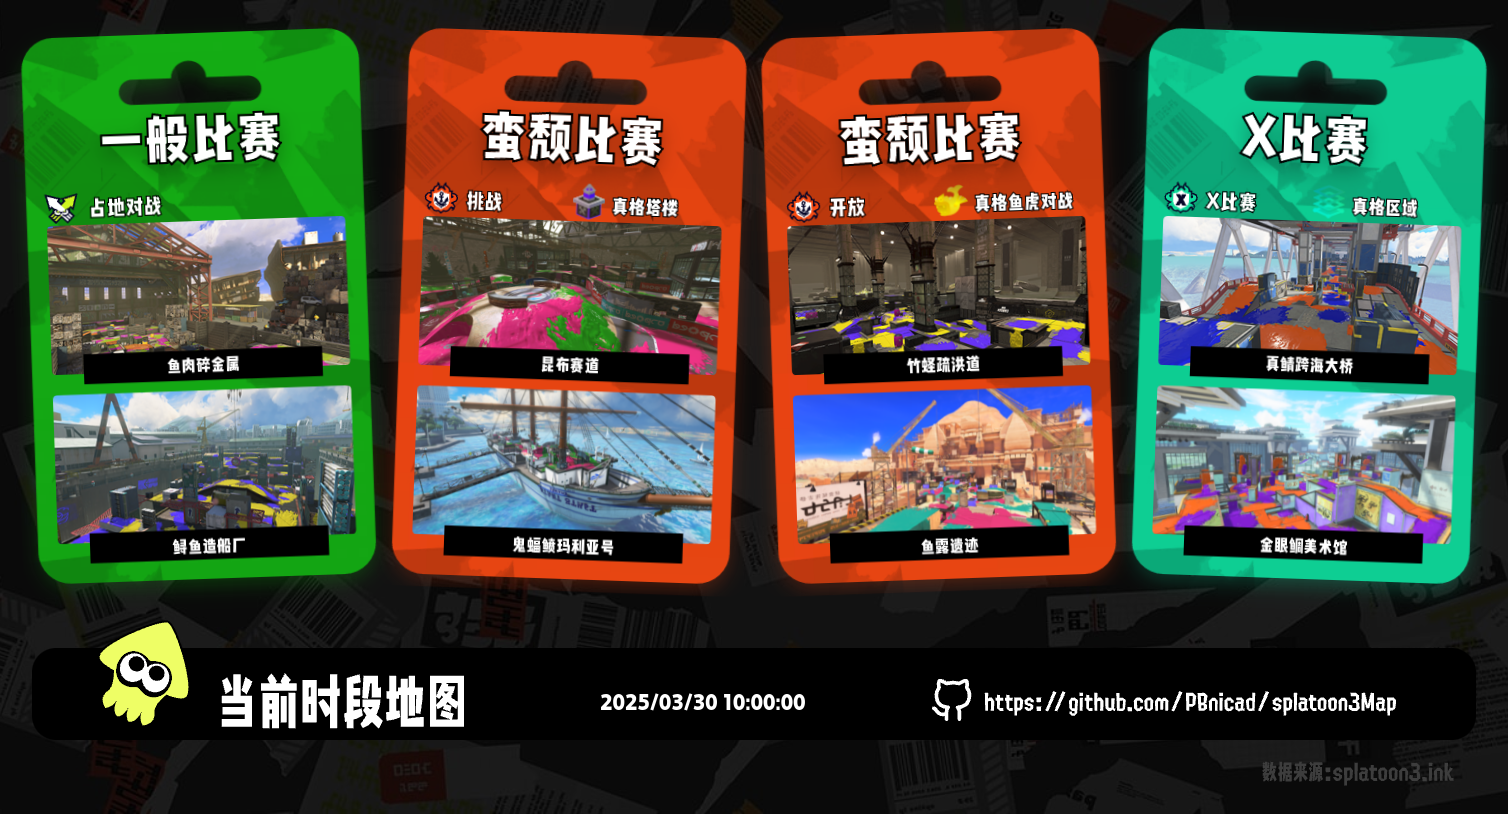 一般比赛
占地对战
鱼肉碎金属
鲟鱼造船厂
蛮颓比赛
挑战
真格塔楼
昆布赛道
鬼蝠鲼玛利亚号
蛮颓比赛
开放
真格鱼虎对战
竹蛏疏洪道
鱼露遗迹
X比赛
X比赛
真格区域
真鲭跨海大桥
金眼鲷美术馆
当前时段地图
2025/03/30 10:00:00
https://github.com/PBnicad/splatoon3Map
数据来源:splatoon3.ink